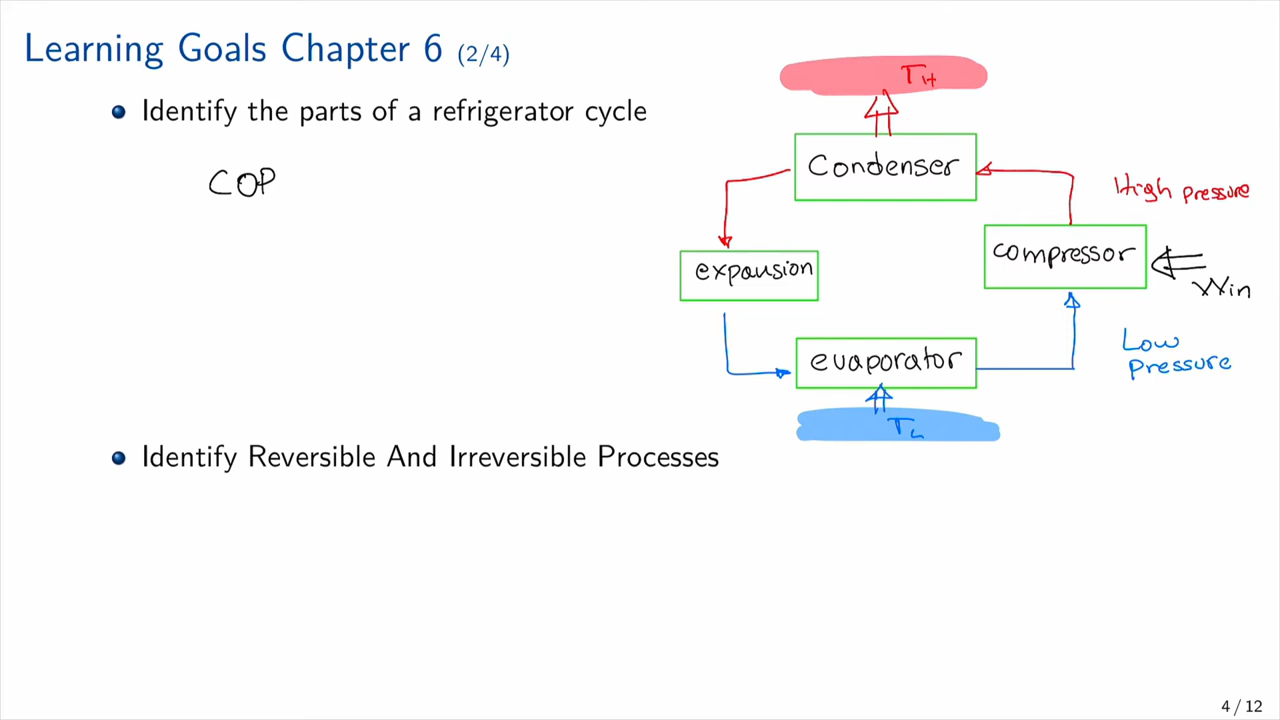 Learning Goals Chapter 6 (2/4)
Identify the parts of a refrigerator cycle
COP
TH
Condenser
High pressure
compressor
expansion
Win
evaporator
Low
pressure
TL
Identify Reversible And Irreversible Processes
4 / 12